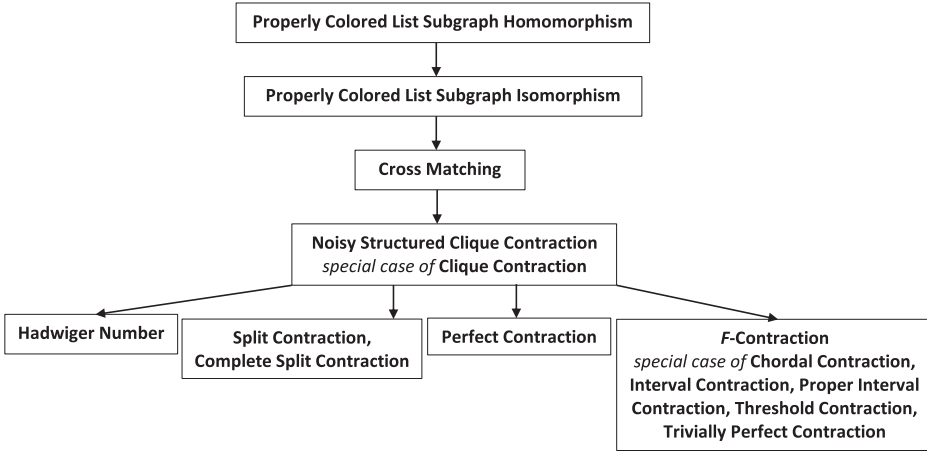 Properly Colored List Subgraph Homomorphism
Properly Colored List Subgraph Isomorphism
Cross Matching
Noisy Structured Clique Contraction
special case of Clique Contraction
Hadwiger Number
Split Contraction,
Complete Split Contraction
Perfect Contraction
F-Contraction
special case of Chordal Contraction,
Interval Contraction, Proper Interval
Contraction, Threshold Contraction,
Trivially Perfect Contraction